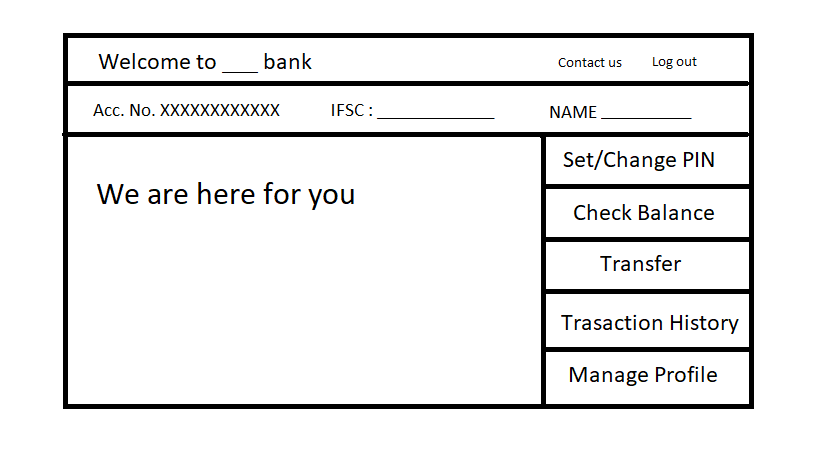 Welcome to ___ bank
Contact us
Log out
Acc. No. XXXXXXXXXXXX
IFSC : _____________
NAME __________
We are here for you
Set/Change PIN
Check Balance
Transfer
Trasaction History
Manage Profile